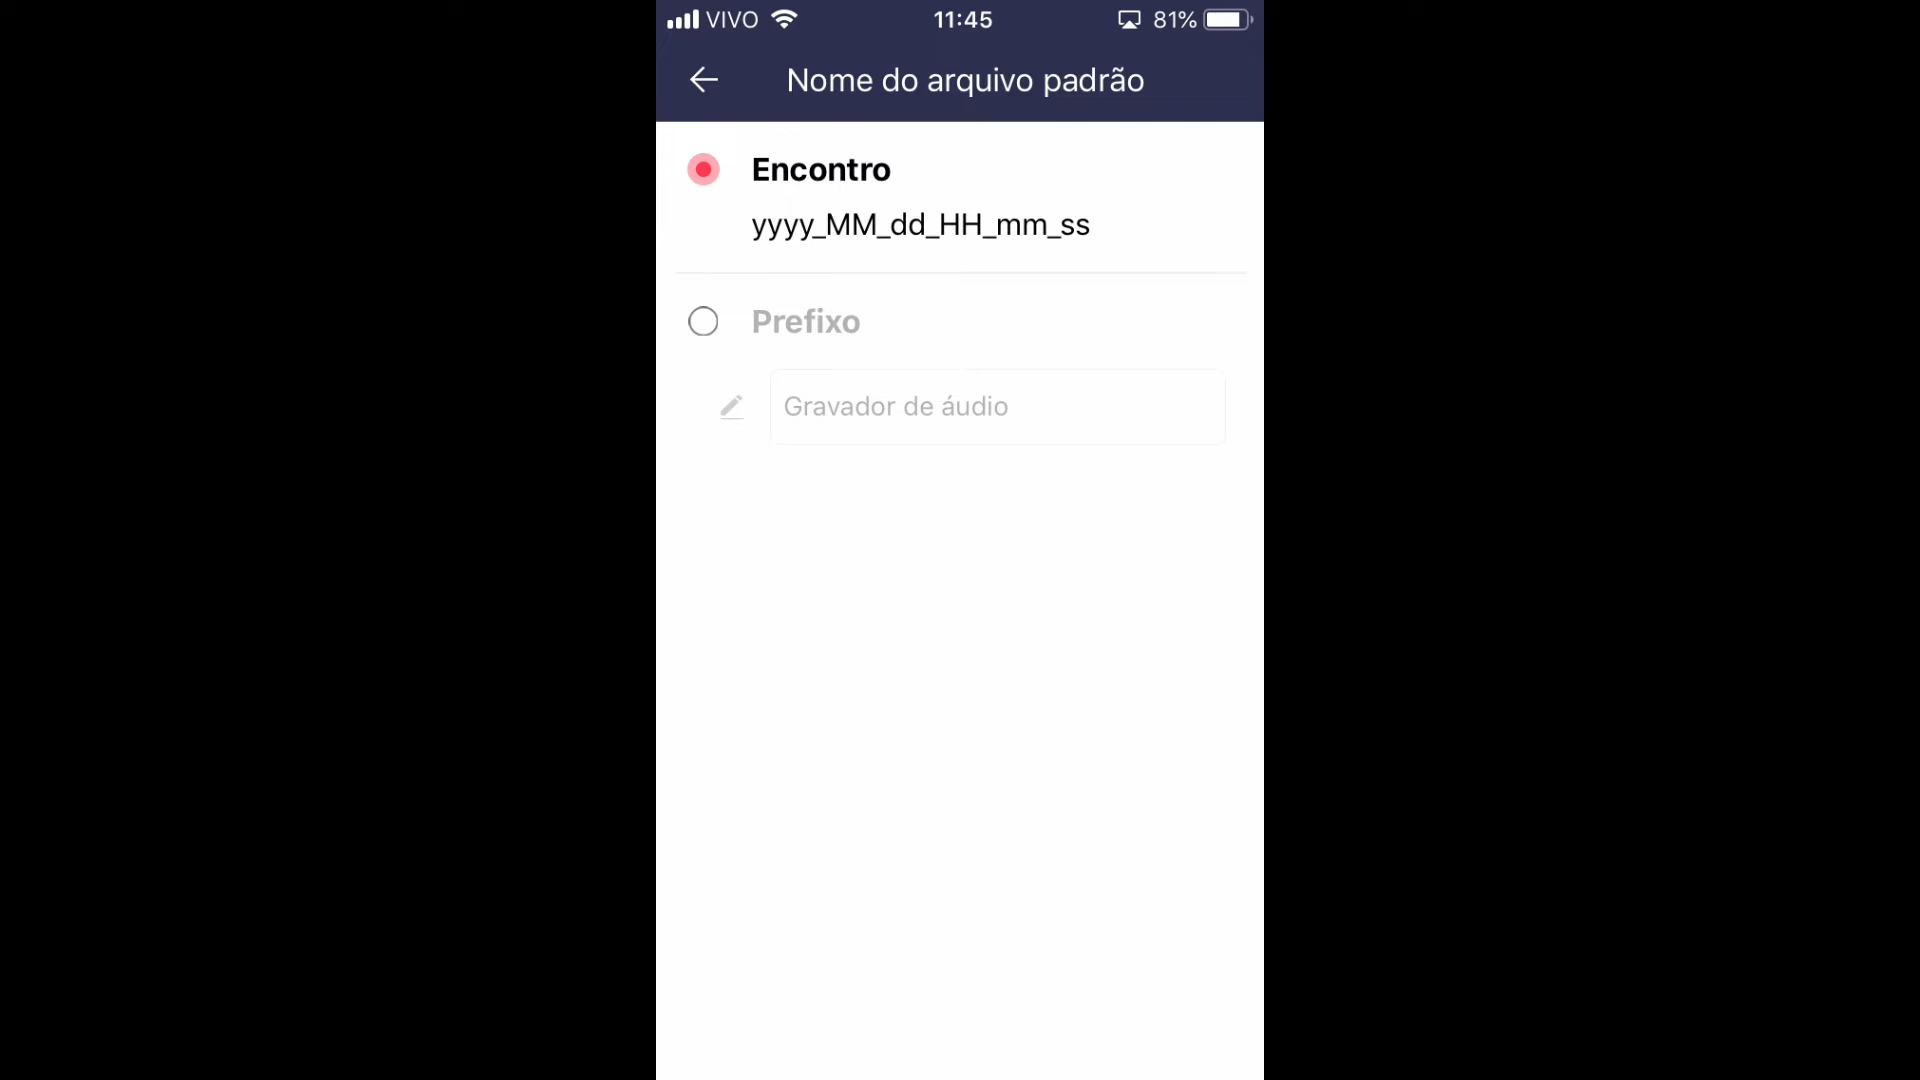 VIVO 11:45 81%
Nome do arquivo padrão
Encontro
yyyy_MM_dd_HH_mm_ss
Prefixo
Gravador de áudio